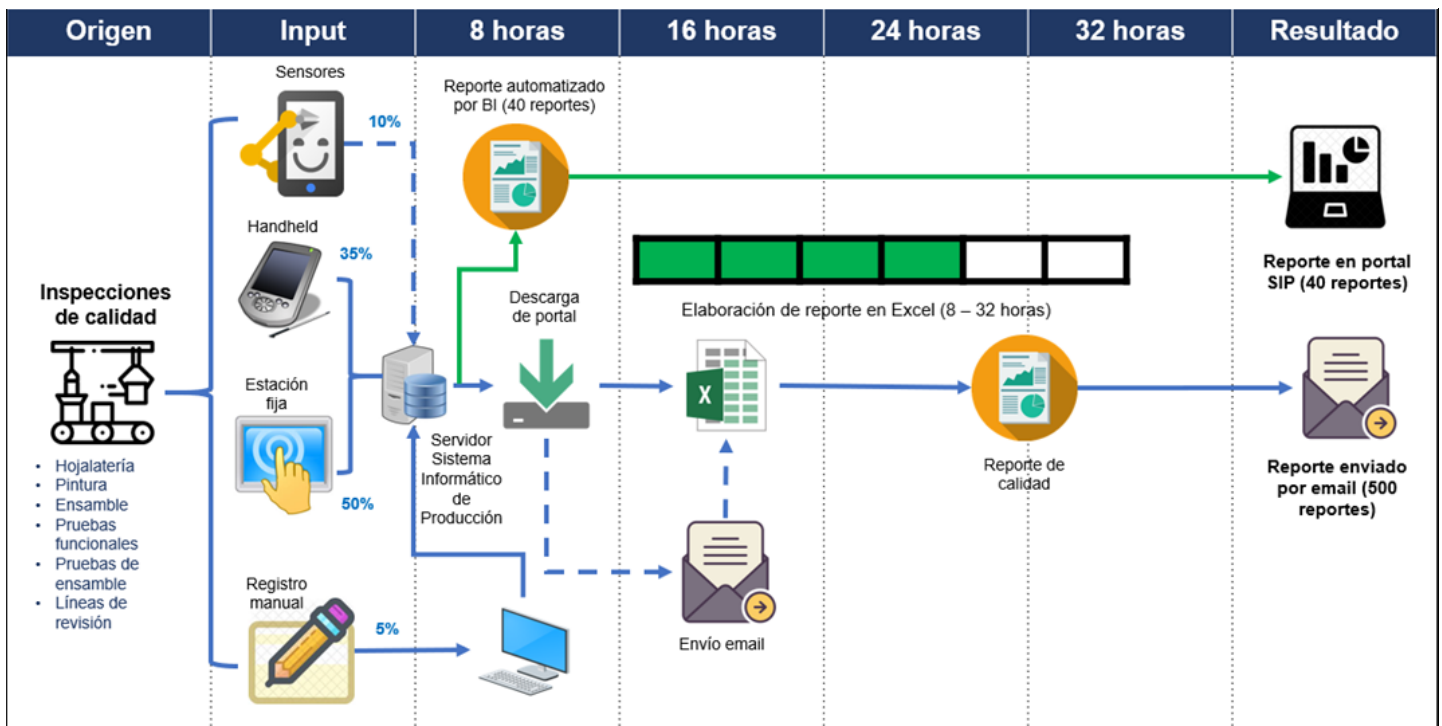 Origen
Input
8 horas
16 horas
24 horas
32 horas
Resultado
Inspecciones
de calidad
• Hojalatería
• Pintura
• Ensamble
• Pruebas
funcionales
• Pruebas de
ensamble
• Líneas de
revisión
Sensores
10%
Handheld
35%
Estación
fija
50%
Registro
manual
5%
Reporte automatizado
por BI (40 reportes)
Descarga
de portal
Servidor
Sistema
Informático
de
Producción
Elaboración de reporte en Excel (8 – 32 horas)
X
Envío email
Reporte de
calidad
Reporte en portal
SIP (40 reportes)
Reporte enviado
por email (500
reportes)